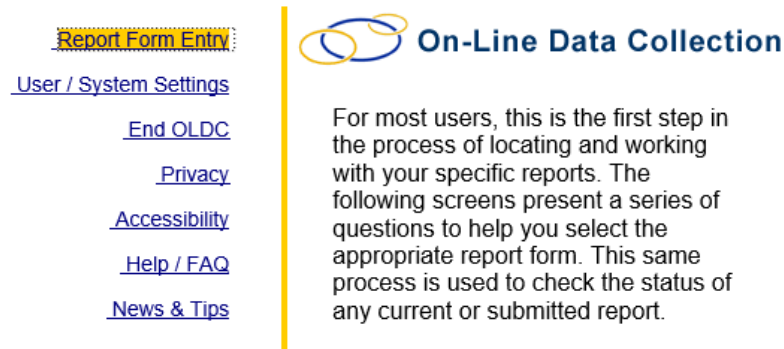 Report Form Entry
User / System Settings
End OLDC
Privacy
Accessibility
Help / FAQ
News & Tips
On-Line Data Collection
For most users, this is the first step in
the process of locating and working
with your specific reports. The
following screens present a series of
questions to help you select the
appropriate report form. This same
process is used to check the status of
any current or submitted report.